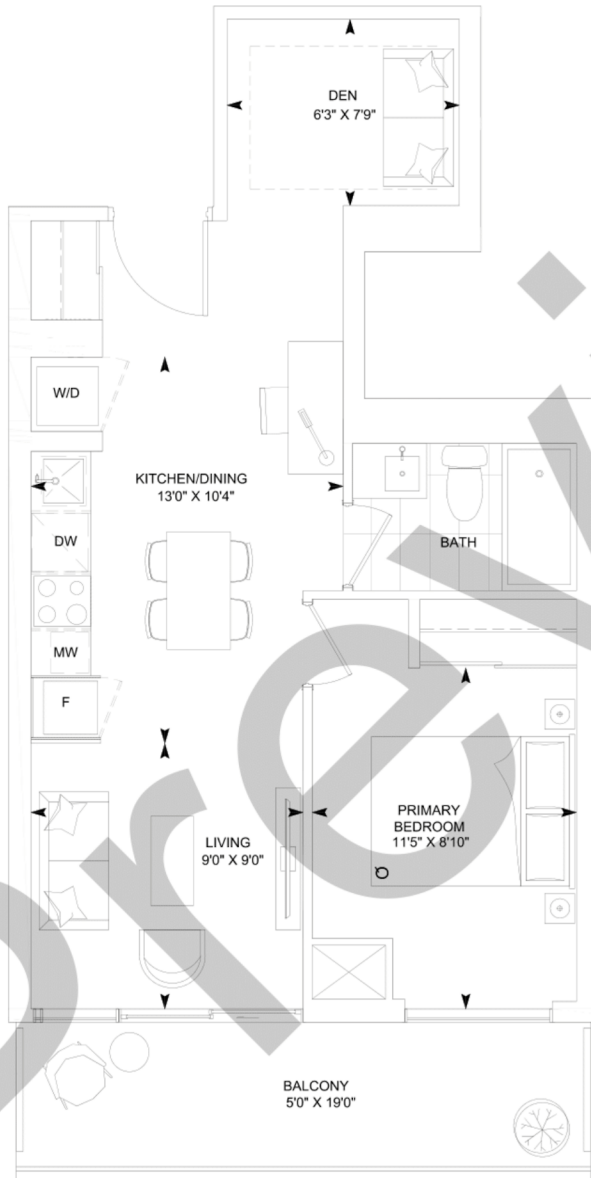 DEN
6'3" X 7'9"
W/D
KITCHEN/DINING
13'0" X 10'4"
DW
BATH
MW
F
PRIMARY
BEDROOM
11'5" X 8'10"
LIVING
9'0" X 9'0"
BALCONY
5'0" X 19'0"